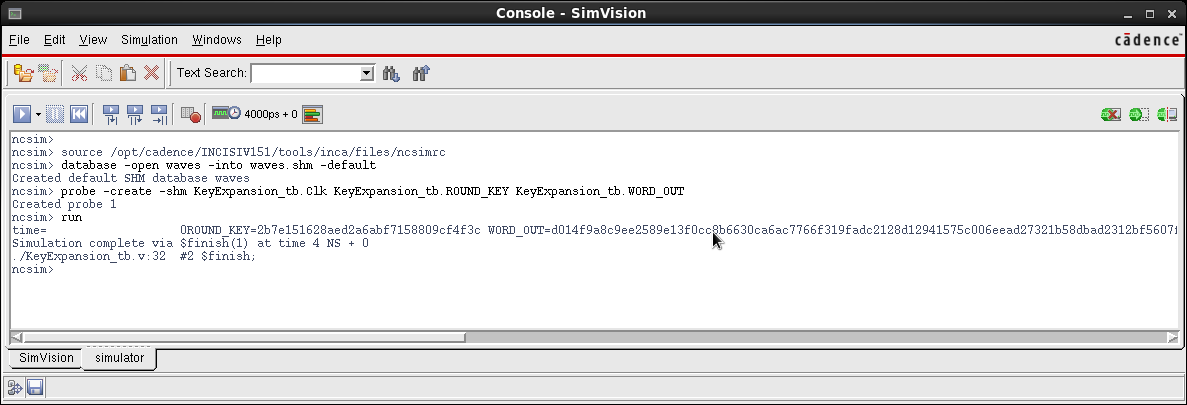 Console - SimVision
File Edit View Simulation Windows Help
cādence™
Text Search:
4000ps + 0
ncsim>
ncsim> source /opt/cadence/INCISIV151/tools/inca/files/ncsimrc
ncsim> database -open waves -into waves.shm -default
Created default SHM database waves
ncsim> probe -create -shm KeyExpansion_tb.Clk KeyExpansion_tb.ROUND_KEY KeyExpansion_tb.WORD_OUT
Created probe 1
ncsim> run
time= 0ROUND_KEY=2b7e151628aed2a6abf7158809cf4f3c WORD_OUT=d014f9a8c9ee2589e13f0cc8b6630ca6ac7766f319fadc2128d12941575c006eead27321b58dbad2312bf5607f
Simulation complete via $finish(1) at time 4 NS + 0
./KeyExpansion_tb.v:32 #2 $finish;
ncsim>
SimVision simulator